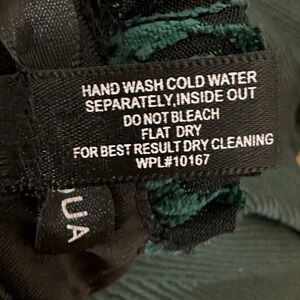 HAND WASH COLD WATER
SEPARATELY, INSIDE OUT
DO NOT BLEACH
FLAT DRY
FOR BEST RESULT DRY CLEANING
WPL#10167
QUA